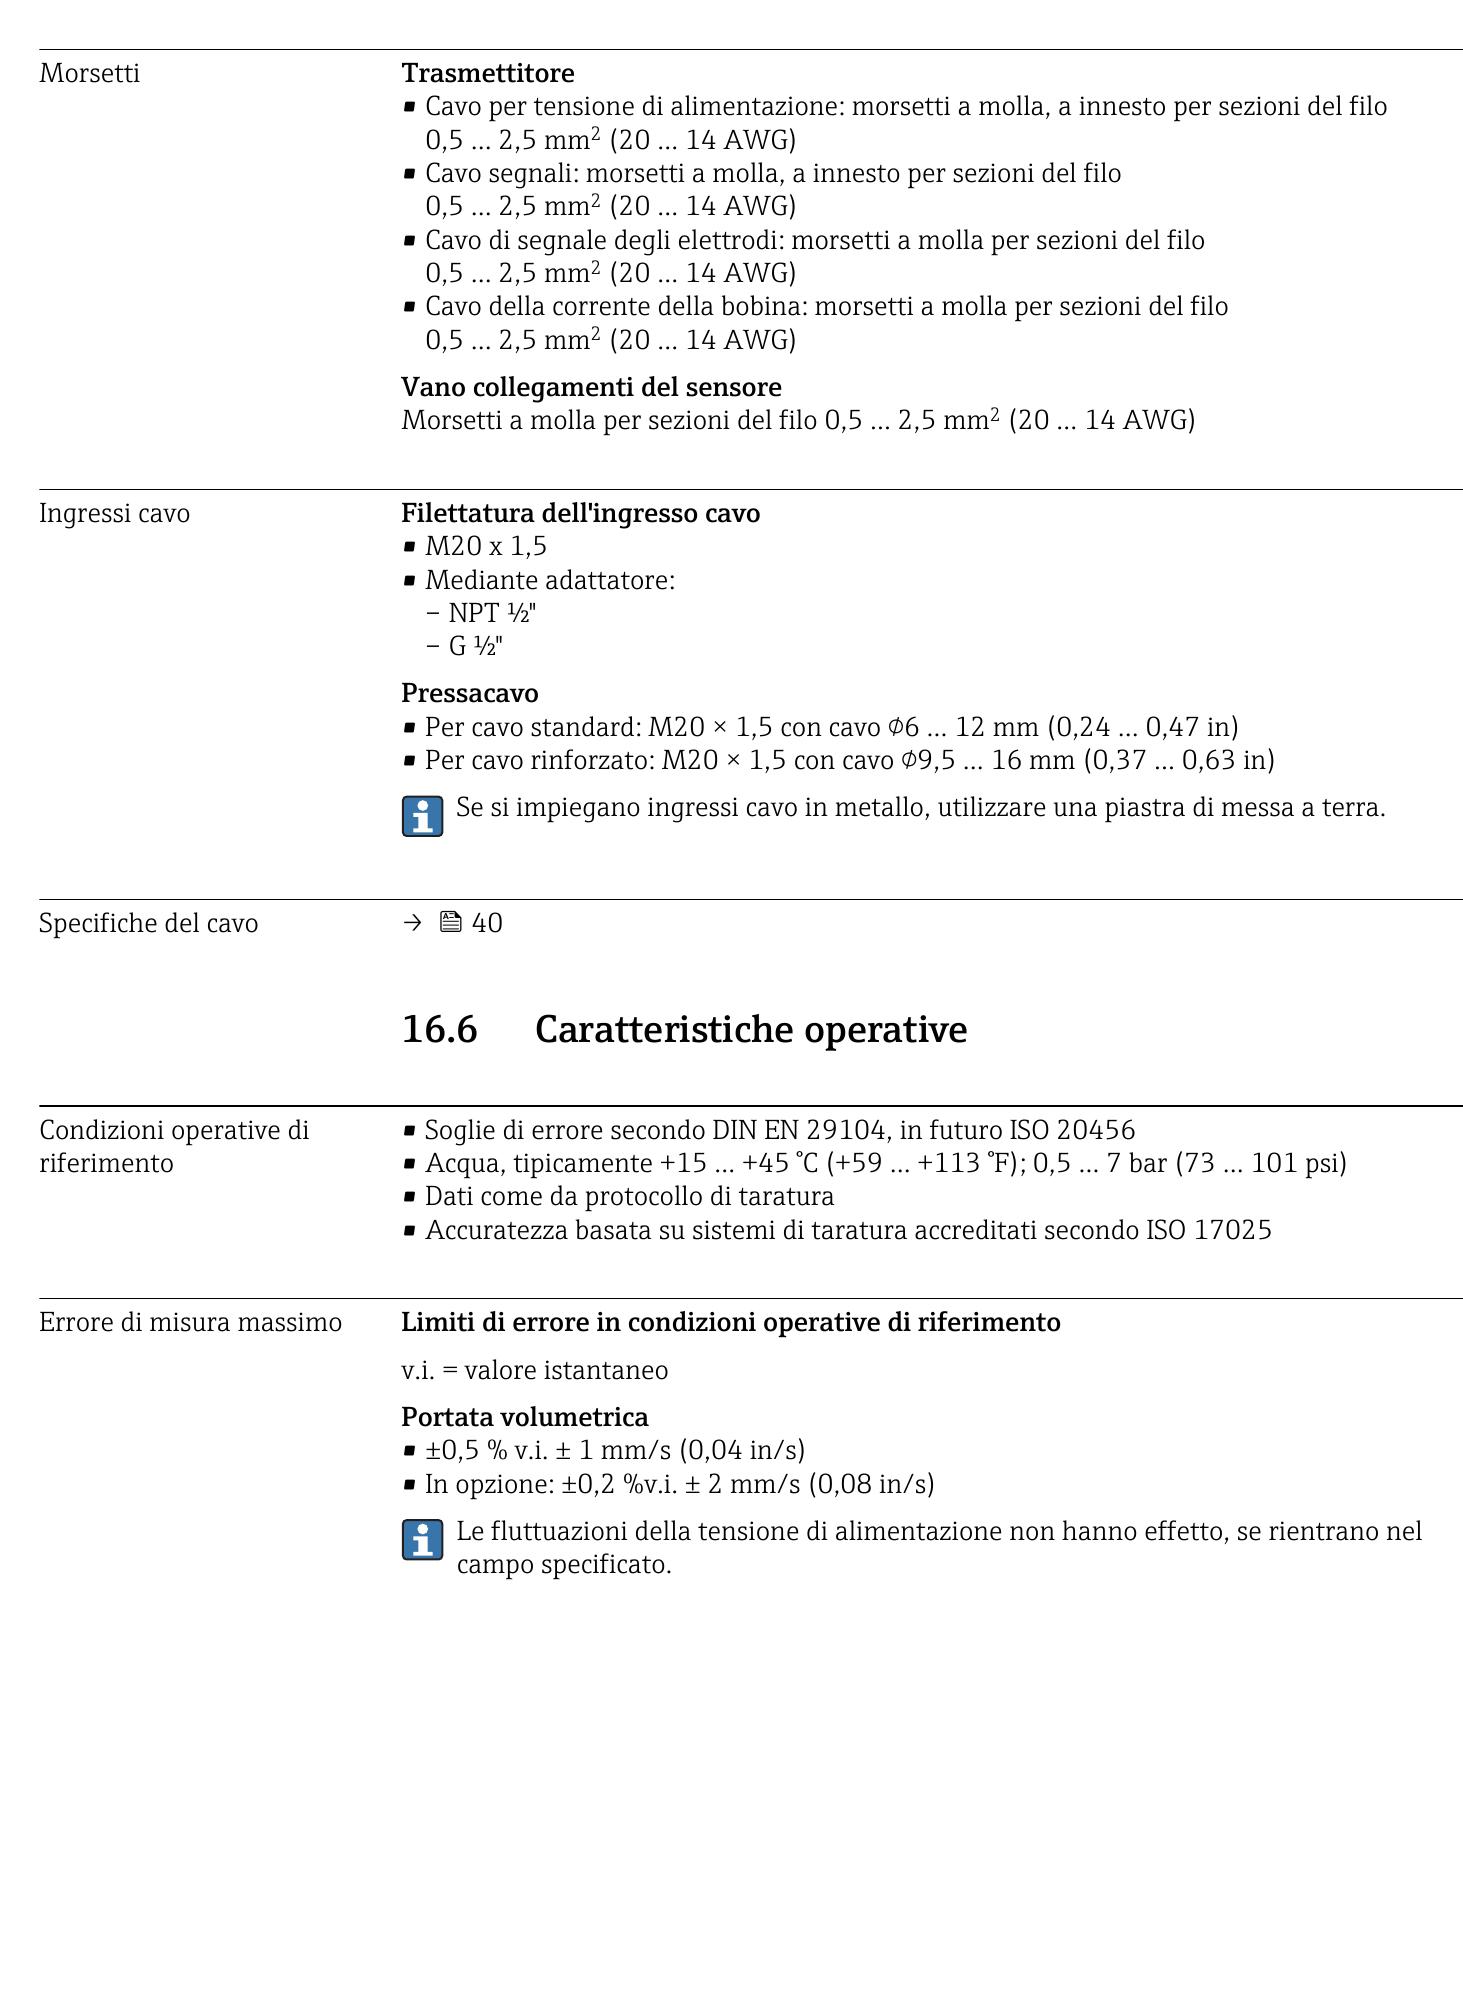 Morsetti
Trasmettitore
▪ Cavo per tensione di alimentazione: morsetti a molla, a innesto per sezioni del filo
0,5 … 2,5 mm² (20 … 14 AWG)
▪ Cavo segnali: morsetti a molla, a innesto per sezioni del filo
0,5 … 2,5 mm² (20 … 14 AWG)
▪ Cavo di segnale degli elettrodi: morsetti a molla per sezioni del filo
0,5 … 2,5 mm² (20 … 14 AWG)
▪ Cavo della corrente della bobina: morsetti a molla per sezioni del filo
0,5 … 2,5 mm² (20 … 14 AWG)
Vano collegamenti del sensore
Morsetti a molla per sezioni del filo 0,5 … 2,5 mm² (20 … 14 AWG)
Ingressi cavo
Filettatura dell'ingresso cavo
▪ M20 x 1,5
▪ Mediante adattatore:
– NPT ½"
– G ½"
Pressacavo
▪ Per cavo standard: M20 × 1,5 con cavo ⌀6 … 12 mm (0,24 … 0,47 in)
▪ Per cavo rinforzato: M20 × 1,5 con cavo ⌀9,5 … 16 mm (0,37 … 0,63 in)
Se si impiegano ingressi cavo in metallo, utilizzare una piastra di messa a terra.
Specifiche del cavo
→ 40
16.6 Caratteristiche operative
Condizioni operative di
riferimento
▪ Soglie di errore secondo DIN EN 29104, in futuro ISO 20456
▪ Acqua, tipicamente +15 … +45 °C (+59 … +113 °F); 0,5 … 7 bar (73 … 101 psi)
▪ Dati come da protocollo di taratura
▪ Accuratezza basata su sistemi di taratura accreditati secondo ISO 17025
Errore di misura massimo
Limiti di errore in condizioni operative di riferimento
v.i. = valore istantaneo
Portata volumetrica
▪ ±0,5 % v.i. ± 1 mm/s (0,04 in/s)
▪ In opzione: ±0,2 %v.i. ± 2 mm/s (0,08 in/s)
Le fluttuazioni della tensione di alimentazione non hanno effetto, se rientrano nel
campo specificato.